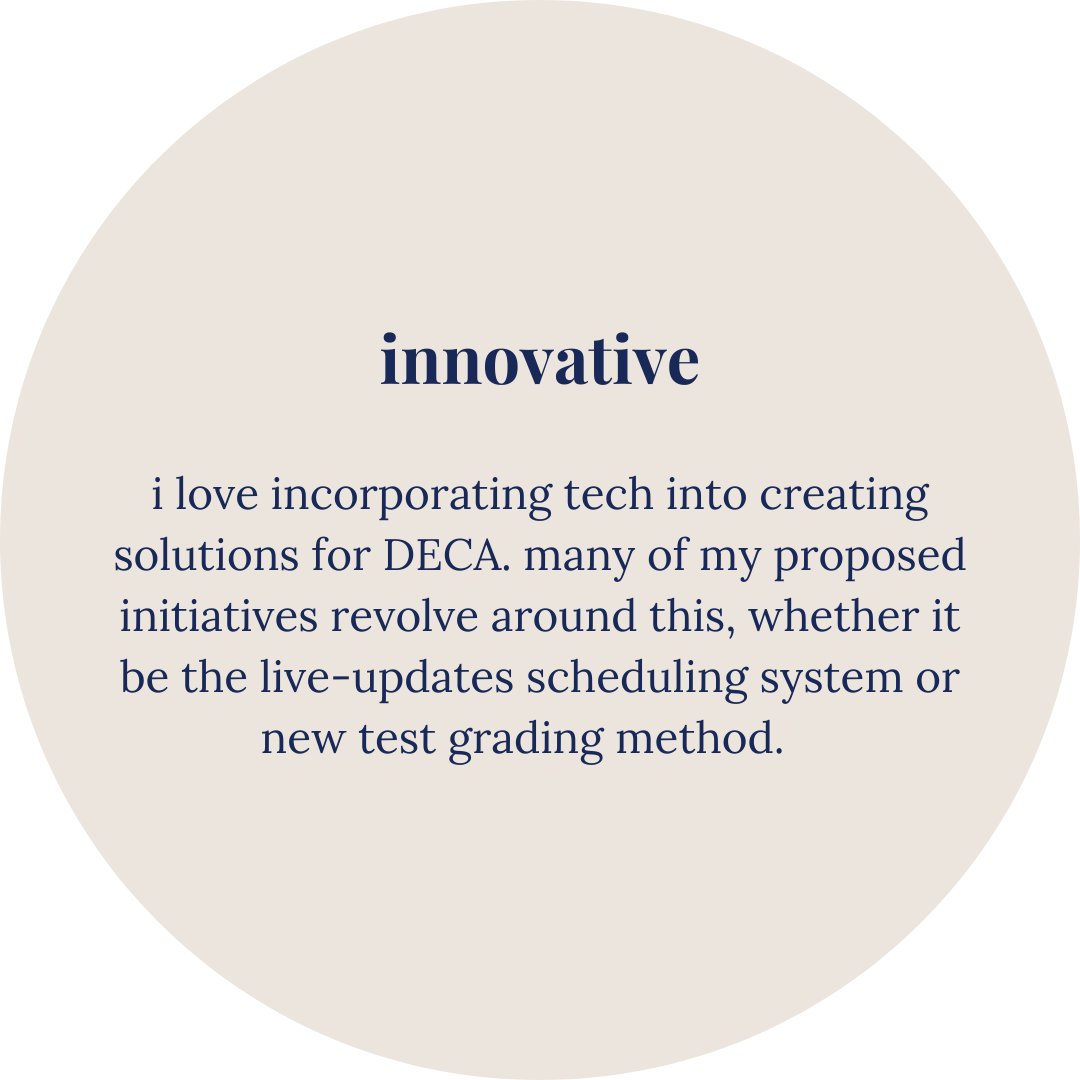 innovative
i love incorporating tech into creating
solutions for DECA. many of my proposed
initiatives revolve around this, whether it
be the live-updates scheduling system or
new test grading method.